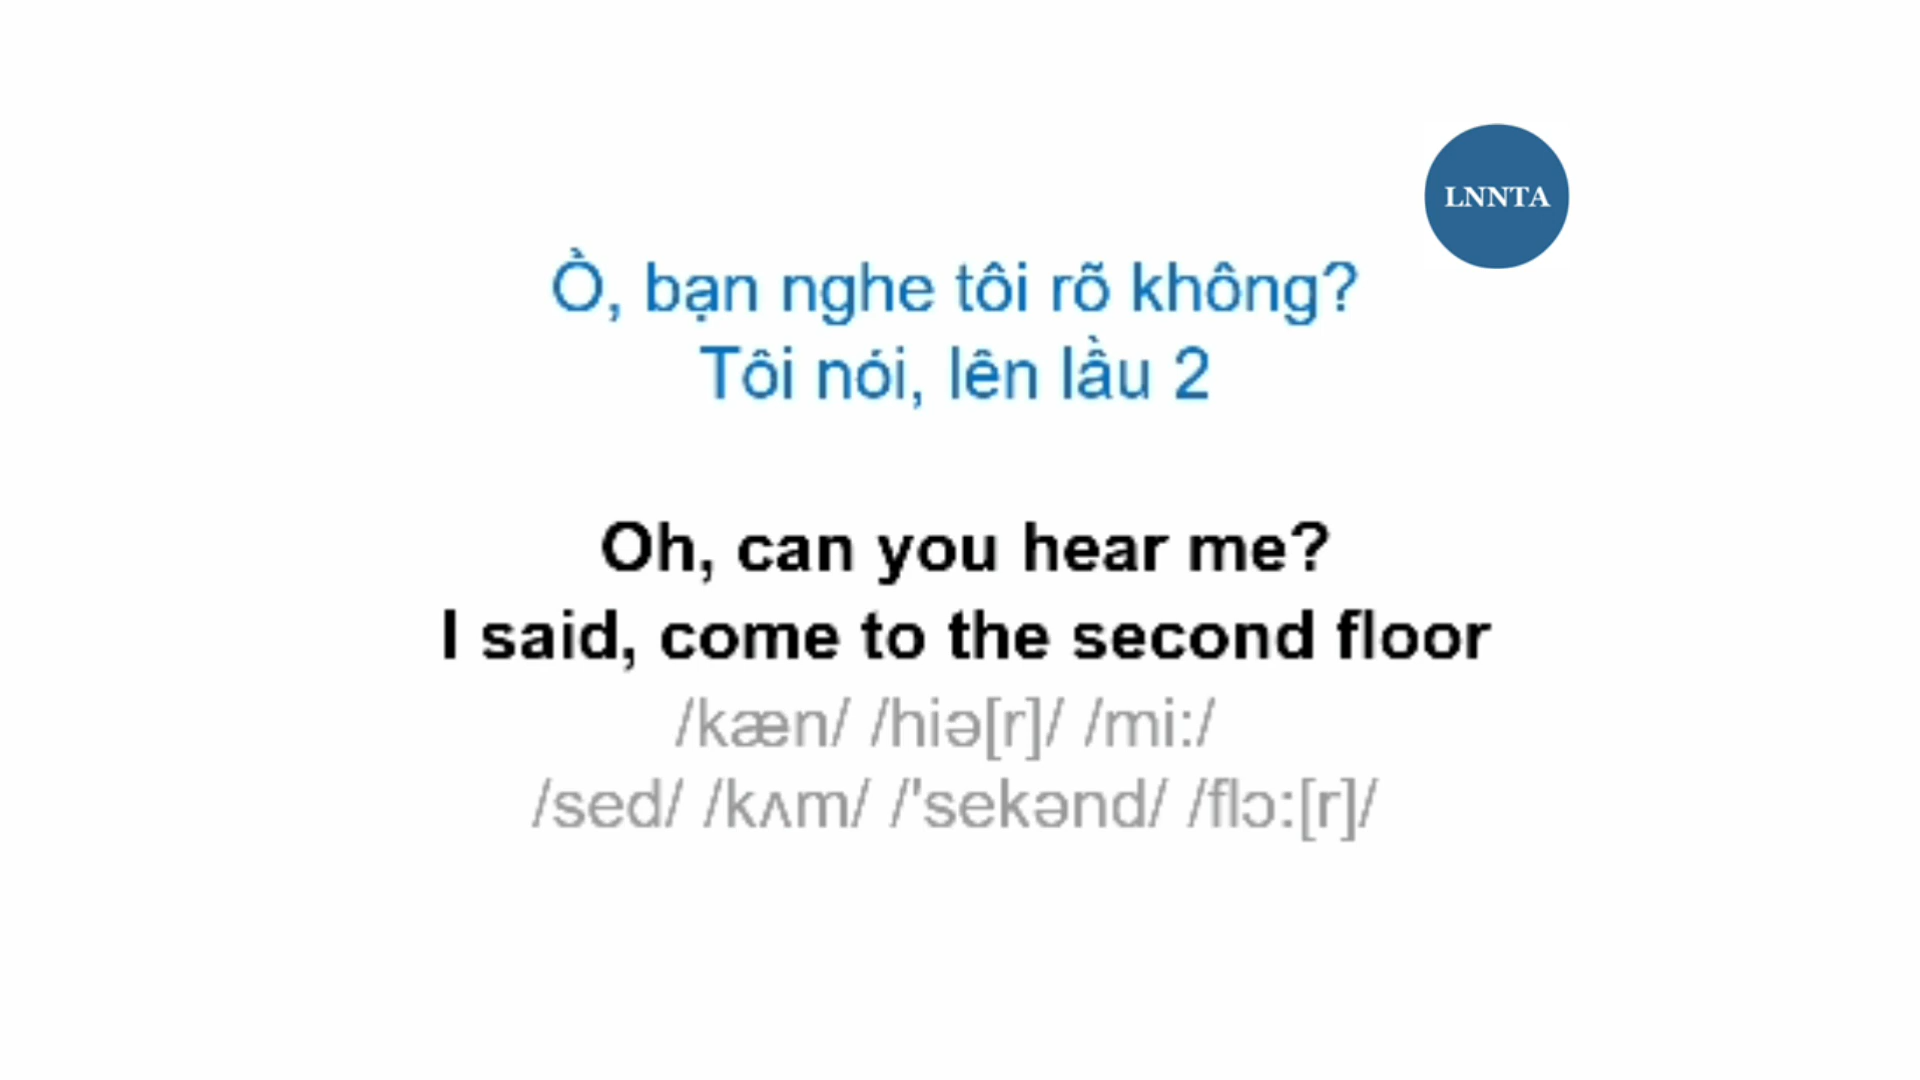 LNNTA
Ồ, bạn nghe tôi rõ không?
Tôi nói, lên lầu 2
Oh, can you hear me?
I said, come to the second floor
/kæn/ /hiə[r]/ /mi:/
/sed/ /kʌm/ /'sekənd/ /flɔ:[r]/